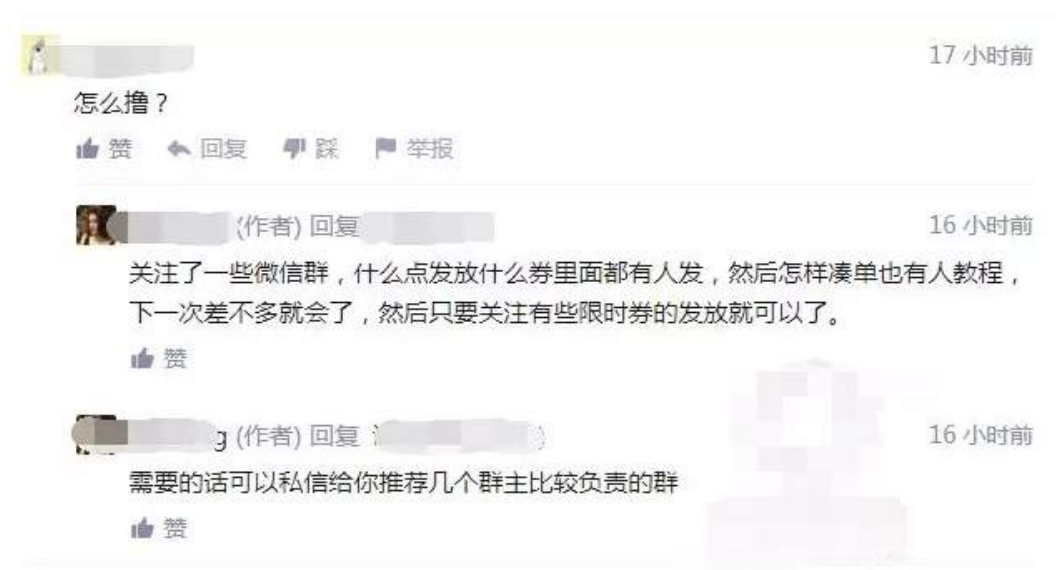 17 小时前
怎么撸？
赞 回复 踩 举报
(作者) 回复 16 小时前
关注了一些微信群，什么点发放什么券里面都有人发，然后怎样凑单也有人教程，
下一次差不多就会了，然后只要关注有些限时券的发放就可以了。
赞
g (作者) 回复 16 小时前
需要的话可以私信给你推荐几个群主比较负责的群
赞